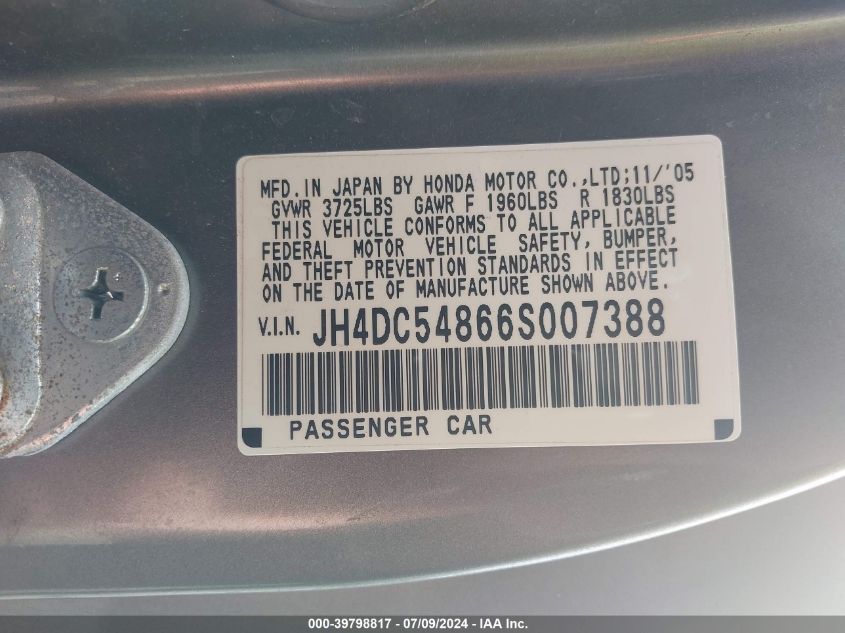 MFD. IN JAPAN BY HONDA MOTOR CO.,LTD;11/'05
GVWR 3725LBS GAWR F 1960LBS R 1830LBS
THIS VEHICLE CONFORMS TO ALL APPLICABLE
FEDERAL MOTOR VEHICLE SAFETY, BUMPER,
AND THEFT PREVENTION STANDARDS IN EFFECT
ON THE DATE OF MANUFACTURE SHOWN ABOVE.
V.I.N. JH4DC54866S007388
PASSENGER CAR
000-39798817 - 07/09/2024 - IAAI.com